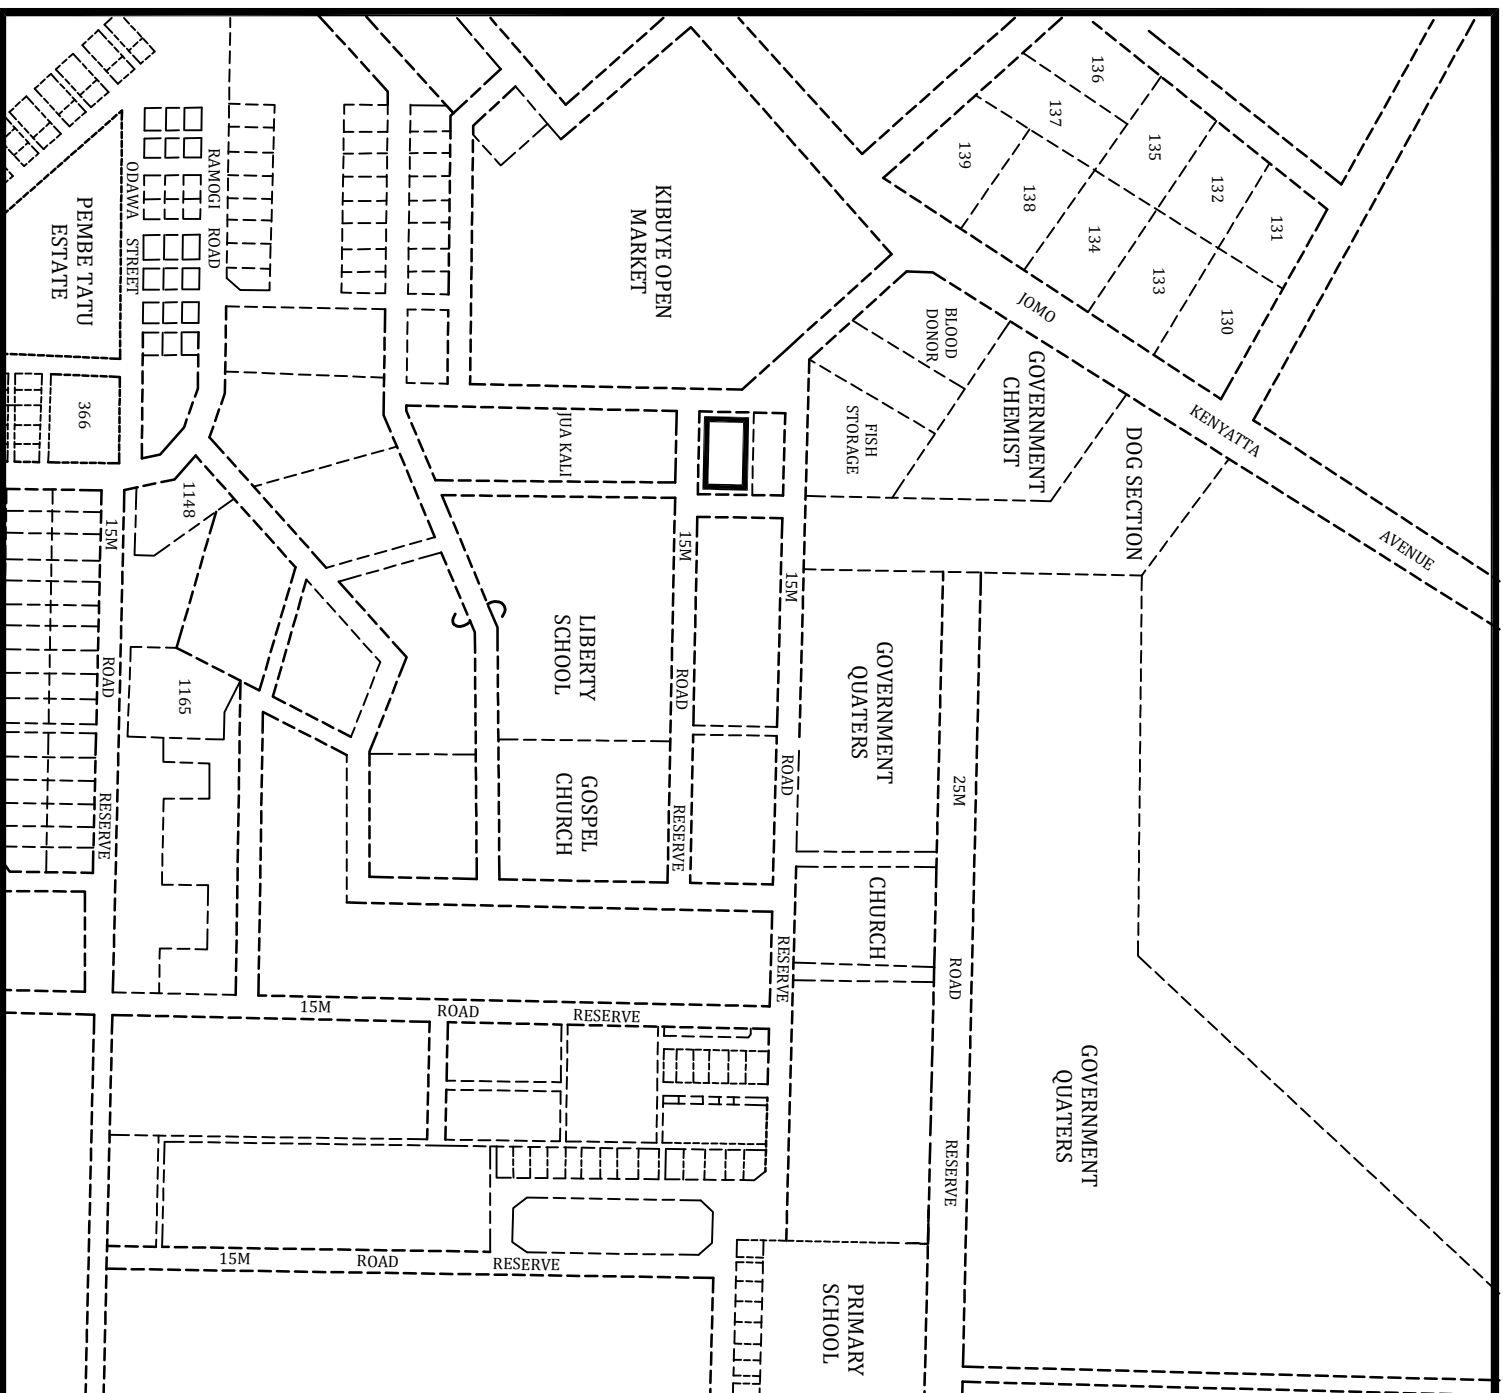 136
137
135
139
132
138
131
134
133
130
RAMOGI
ROAD
ODAWA
STREET
PEMBE TATU
ESTATE
KIBUYE OPEN
MARKET
JOMO
KENYATTA
AVENUE
BLOOD
DONOR
GOVERNMENT
CHEMIST
FISH
STORAGE
DOG SECTION
366
JUA KALI
1148
15M
ROAD
RESERVE
15M
ROAD
RESERVE
15M
ROAD
RESERVE
LIBERTY
SCHOOL
GOVERNMENT
QUATERS
1165
GOSPEL
CHURCH
25M
ROAD
RESERVE
CHURCH
15M
ROAD
RESERVE
GOVERNMENT
QUATERS
15M
ROAD
RESERVE
PRIMARY
SCHOOL